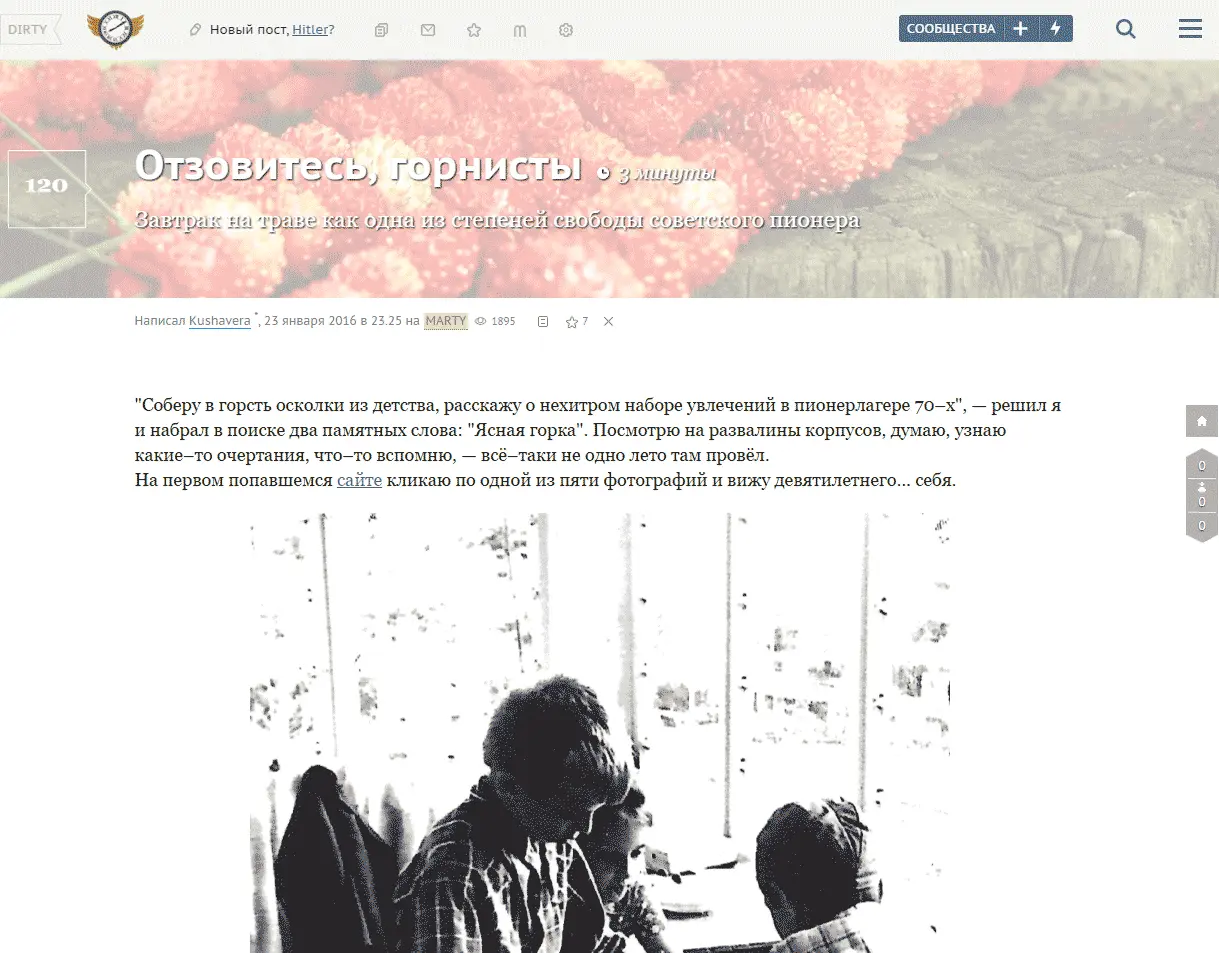 DIRTY
Новый пост, Hitler?
СООБЩЕСТВА
120
Отзовитесь, горнисты 3 минуты
Завтрак на траве как одна из степеней свободы советского пионера
Написал Kushavera *, 23 января 2016 в 23.25 на MARTY 1895 7
"Соберу в горсть осколки из детства, расскажу о нехитром наборе увлечений в пионерлагере 70–х", — решил я
и набрал в поиске два памятных слова: "Ясная горка". Посмотрю на развалины корпусов, думаю, узнаю
какие–то очертания, что–то вспомню, — всё–таки не одно лето там провёл.
На первом попавшемся сайте кликаю по одной из пяти фотографий и вижу девятилетнего... себя.
0
0
0